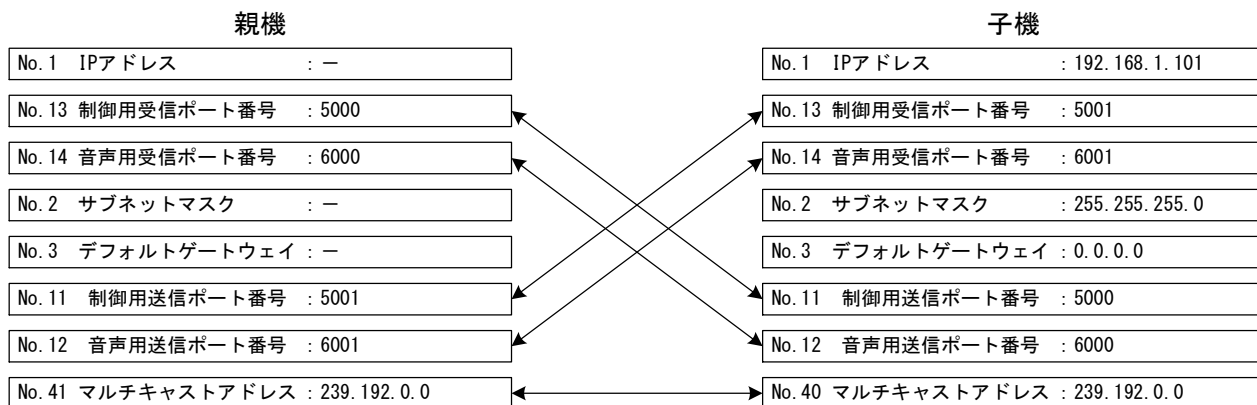 親機
No.1 IPアドレス : －
No.13 制御用受信ポート番号 : 5000
No.14 音声用受信ポート番号 : 6000
No.2 サブネットマスク : －
No.3 デフォルトゲートウェイ : －
No.11 制御用送信ポート番号 : 5001
No.12 音声用送信ポート番号 : 6001
No.41 マルチキャストアドレス : 239.192.0.0
子機
No.1 IPアドレス : 192.168.1.101
No.13 制御用受信ポート番号 : 5001
No.14 音声用受信ポート番号 : 6001
No.2 サブネットマスク : 255.255.255.0
No.3 デフォルトゲートウェイ : 0.0.0.0
No.11 制御用送信ポート番号 : 5000
No.12 音声用送信ポート番号 : 6000
No.40 マルチキャストアドレス : 239.192.0.0